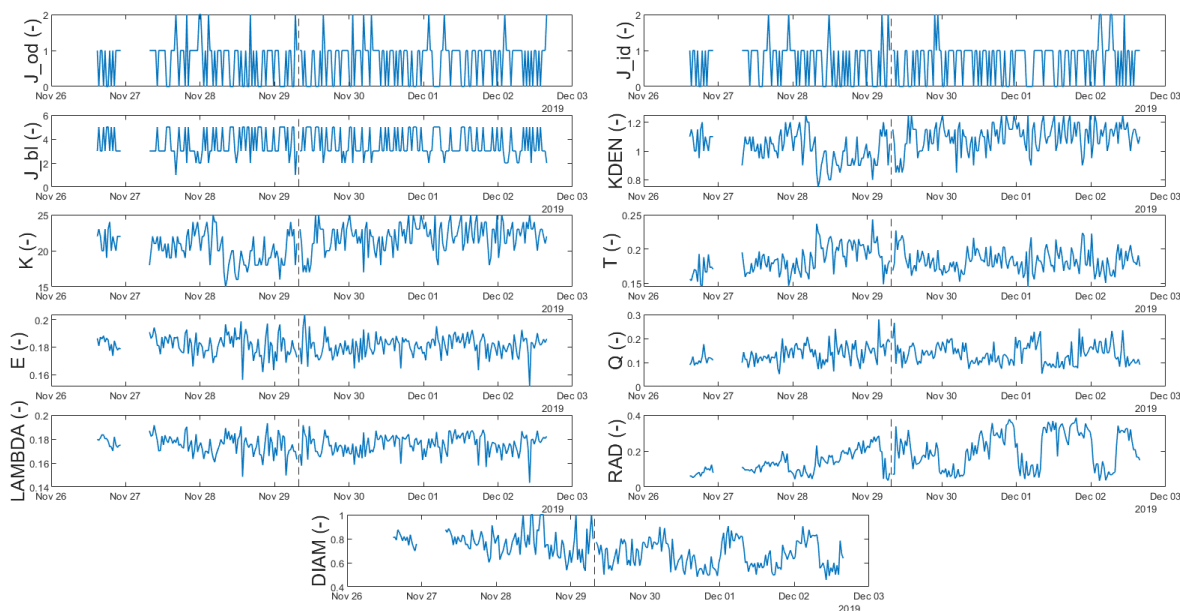 J_od (-)
2
1
0
Nov 26 Nov 27 Nov 28 Nov 29 Nov 30 Dec 01 Dec 02 Dec 03
2019
J_id (-)
2
1
0
Nov 26 Nov 27 Nov 28 Nov 29 Nov 30 Dec 01 Dec 02 Dec 03
2019
J_bl (-)
6
4
2
0
Nov 26 Nov 27 Nov 28 Nov 29 Nov 30 Dec 01 Dec 02 Dec 03
2019
KDEN (-)
1.2
1
0.8
Nov 26 Nov 27 Nov 28 Nov 29 Nov 30 Dec 01 Dec 02 Dec 03
2019
K (-)
25
20
15
Nov 26 Nov 27 Nov 28 Nov 29 Nov 30 Dec 01 Dec 02 Dec 03
2019
T (-)
0.25
0.2
0.15
Nov 26 Nov 27 Nov 28 Nov 29 Nov 30 Dec 01 Dec 02 Dec 03
2019
E (-)
0.2
0.18
0.16
Nov 26 Nov 27 Nov 28 Nov 29 Nov 30 Dec 01 Dec 02 Dec 03
2019
Q (-)
0.3
0.2
0.1
0
Nov 26 Nov 27 Nov 28 Nov 29 Nov 30 Dec 01 Dec 02 Dec 03
2019
LAMBDA (-)
0.2
0.18
0.16
0.14
Nov 26 Nov 27 Nov 28 Nov 29 Nov 30 Dec 01 Dec 02 Dec 03
2019
RAD (-)
0.4
0.2
0
Nov 26 Nov 27 Nov 28 Nov 29 Nov 30 Dec 01 Dec 02 Dec 03
2019
DIAM (-)
1
0.8
0.6
0.4
Nov 26 Nov 27 Nov 28 Nov 29 Nov 30 Dec 01 Dec 02 Dec 03
2019